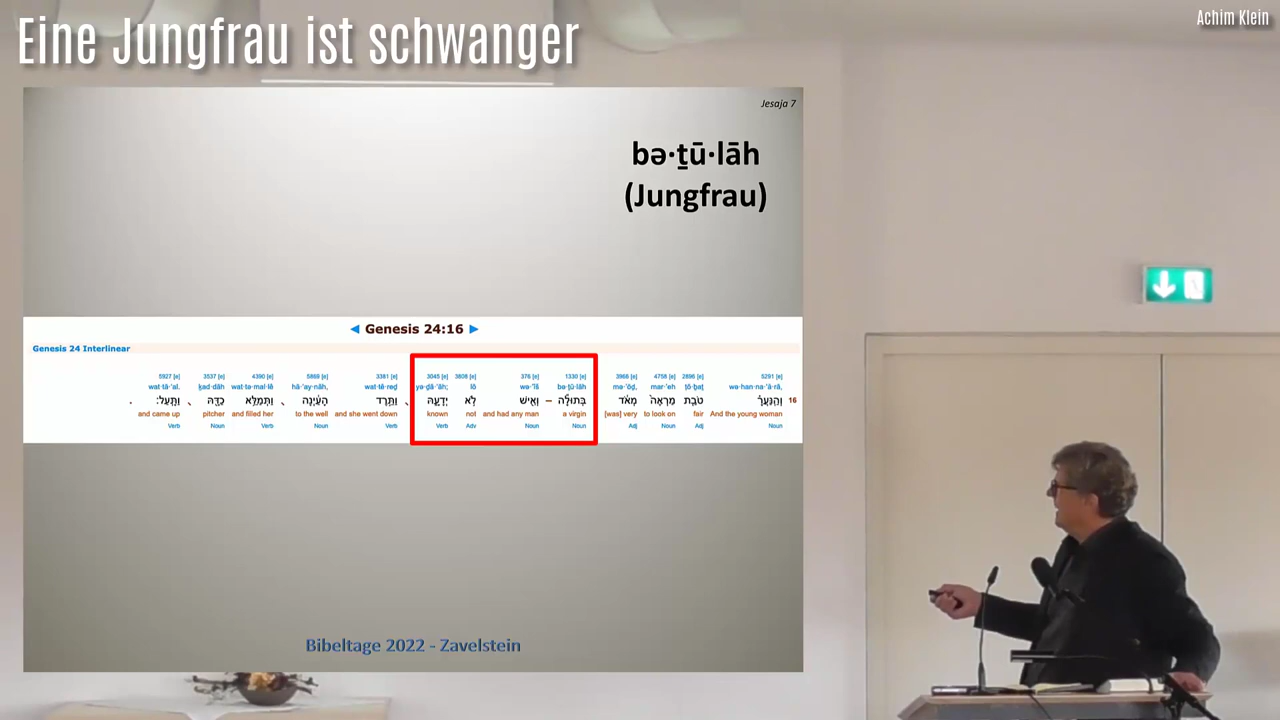 Eine Jungfrau ist schwanger
Achim Klein
Jesaja 7
bə·ṯū·lāh
(Jungfrau)
◄ Genesis 24:16 ►
Genesis 24 Interlinear
5927 [e] 3537 [e] 4390 [e] 5869 [e] 3381 [e] 3045 [e] 3808 [e] 376 [e] 1330 [e] 3966 [e] 4758 [e] 2896 [e] 5291 [e]
wat·tā·‘al. ḵad·dāh wat·tə·mal·lê hā·‘ay·nāh, wat·tê·reḏ yə·ḏā·‘āh; lō wə·’îš bə·ṯū·lāh mə·’ōḏ, mar·’eh ṭō·ḇaṯ wə·han·na·‘ă·rā,
16 וְהַֽנַּעֲרָ֗ טֹבַ֤ת מַרְאֶה֙ מְאֹ֔ד בְּתוּלָ֕ה – וְאִ֖ישׁ לֹ֣א יְדָעָ֑הּ ､ וַתֵּ֣רֶד הָעַ֔יְנָה ､ וַתְּמַלֵּ֥א כַדָּ֖הּ ､ וַתָּֽעַל׃ .
and came up pitcher and filled her to the well and she went down known not and had any man a virgin [was] very to look on fair And the young woman
Verb Noun Verb Noun Verb Verb Adv Noun Noun Adj Noun Adj Noun
Bibeltage 2022 - Zavelstein